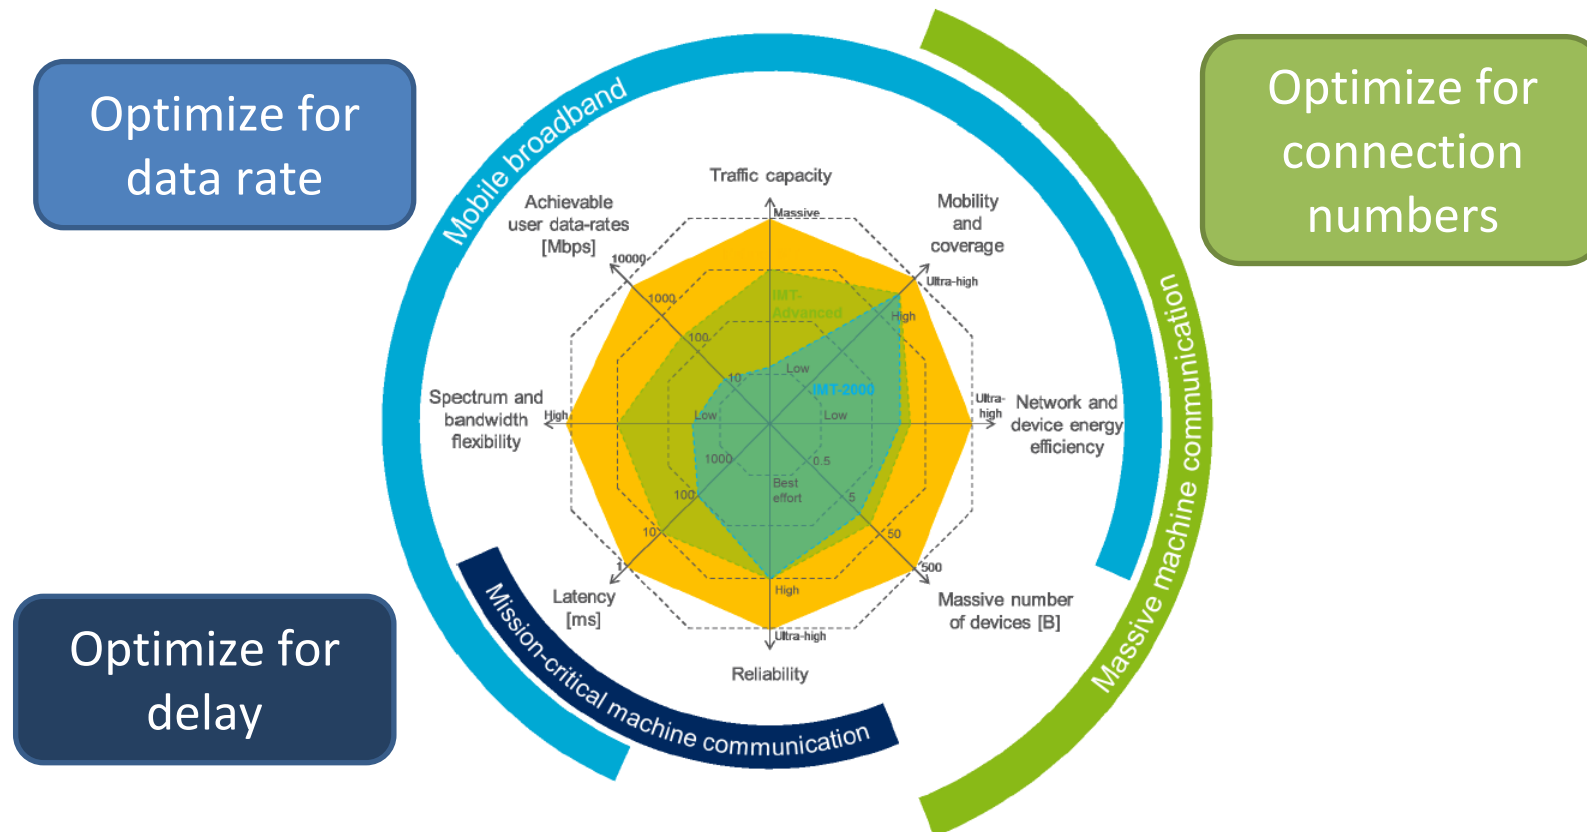 Optimize for
data rate
Optimize for
connection
numbers
Optimize for
delay
Mobile broadband
Massive machine communication
Mission-critical machine communication
Traffic capacity
Massive
Low
Achievable
user data-rates
[Mbps]
10000
1000
100
10
Mobility
and
coverage
Ultra-high
High
IMT-
Advanced
IMT-2000
Spectrum and
bandwidth
flexibility
High
Low
Low
Ultra-
high
Network and
device energy
efficiency
1000
100
10
1
Latency
[ms]
Best
effort
High
Ultra-high
Reliability
0.5
5
50
500
Massive number
of devices [B]